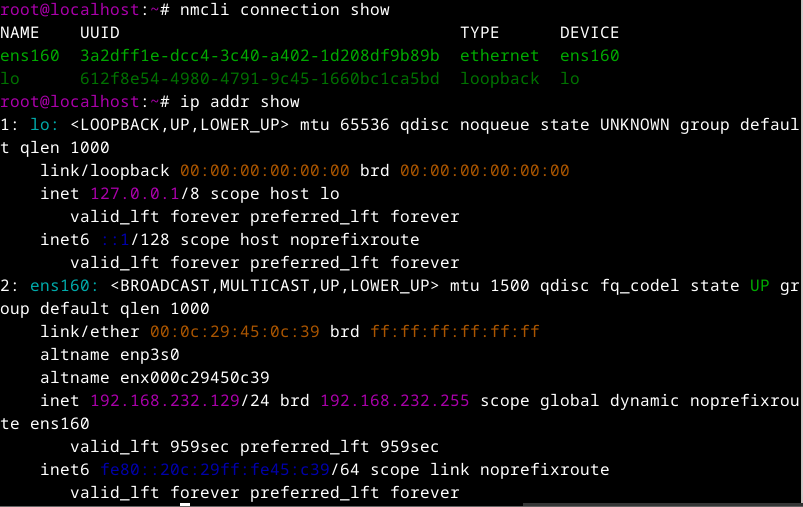 root@localhost:~# nmcli connection show
NAME    UUID                                  TYPE      DEVICE
ens160  3a2dff1e-dcc4-3c40-a402-1d208df9b89b  ethernet  ens160
lo      612f8e54-4980-4791-9c45-1660bc1ca5bd  loopback  lo
root@localhost:~# ip addr show
1: lo: <LOOPBACK,UP,LOWER_UP> mtu 65536 qdisc noqueue state UNKNOWN group defaul
t qlen 1000
    link/loopback 00:00:00:00:00:00 brd 00:00:00:00:00:00
    inet 127.0.0.1/8 scope host lo
       valid_lft forever preferred_lft forever
    inet6 ::1/128 scope host noprefixroute
       valid_lft forever preferred_lft forever
2: ens160: <BROADCAST,MULTICAST,UP,LOWER_UP> mtu 1500 qdisc fq_codel state UP gr
oup default qlen 1000
    link/ether 00:0c:29:45:0c:39 brd ff:ff:ff:ff:ff:ff
    altname enp3s0
    altname enx000c29450c39
    inet 192.168.232.129/24 brd 192.168.232.255 scope global dynamic noprefixrou
te ens160
       valid_lft 959sec preferred_lft 959sec
    inet6 fe80::20c:29ff:fe45:c39/64 scope link noprefixroute
       valid_lft forever preferred_lft forever